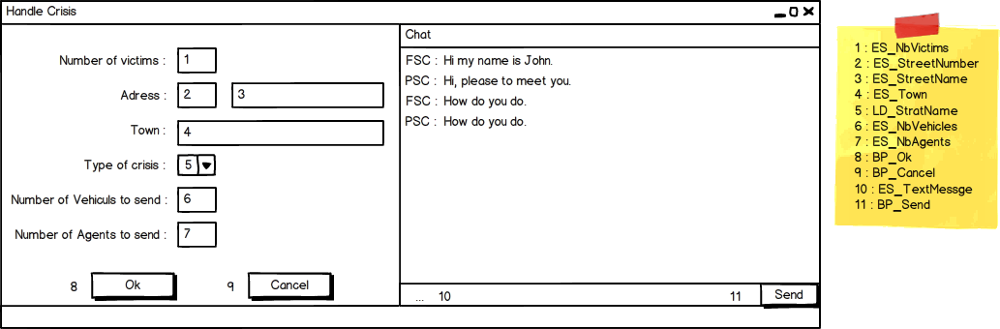 Handle Crisis
Number of victims : 1
Adress : 2 3
Town : 4
Type of crisis : 5
Number of Vehiculs to send : 6
Number of Agents to send : 7
8 Ok 9 Cancel
Chat
FSC : Hi my name is John.
PSC : Hi, please to meet you.
FSC : How do you do.
PSC : How do you do.
... 10 11 Send
1 : ES_NbVictims
2 : ES_StreetNumber
3 : ES_StreetName
4 : ES_Town
5 : LD_StratName
6 : ES_NbVehicles
7 : ES_NbAgents
8 : BP_Ok
9 : BP_Cancel
10 : ES_TextMessge
11 : BP_Send